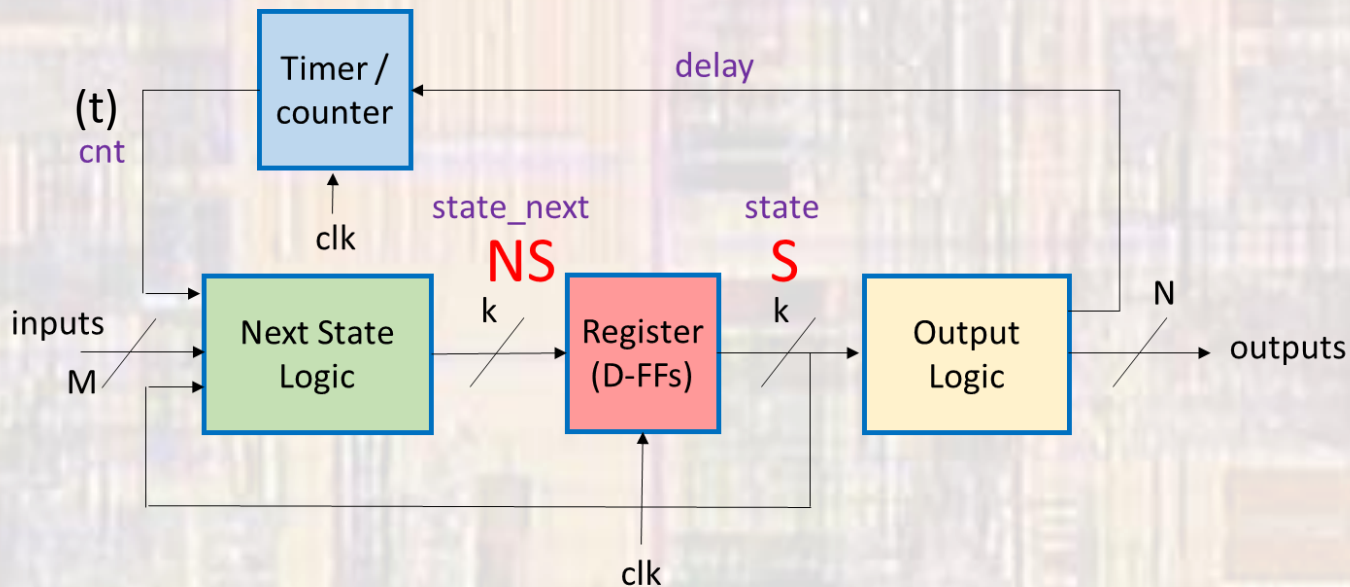 Timer /
counter
delay
(t)
cnt
clk
state_next
NS
k
state
S
k
inputs
M
Next State
Logic
Register
(D-FFs)
Output
Logic
N
outputs
clk